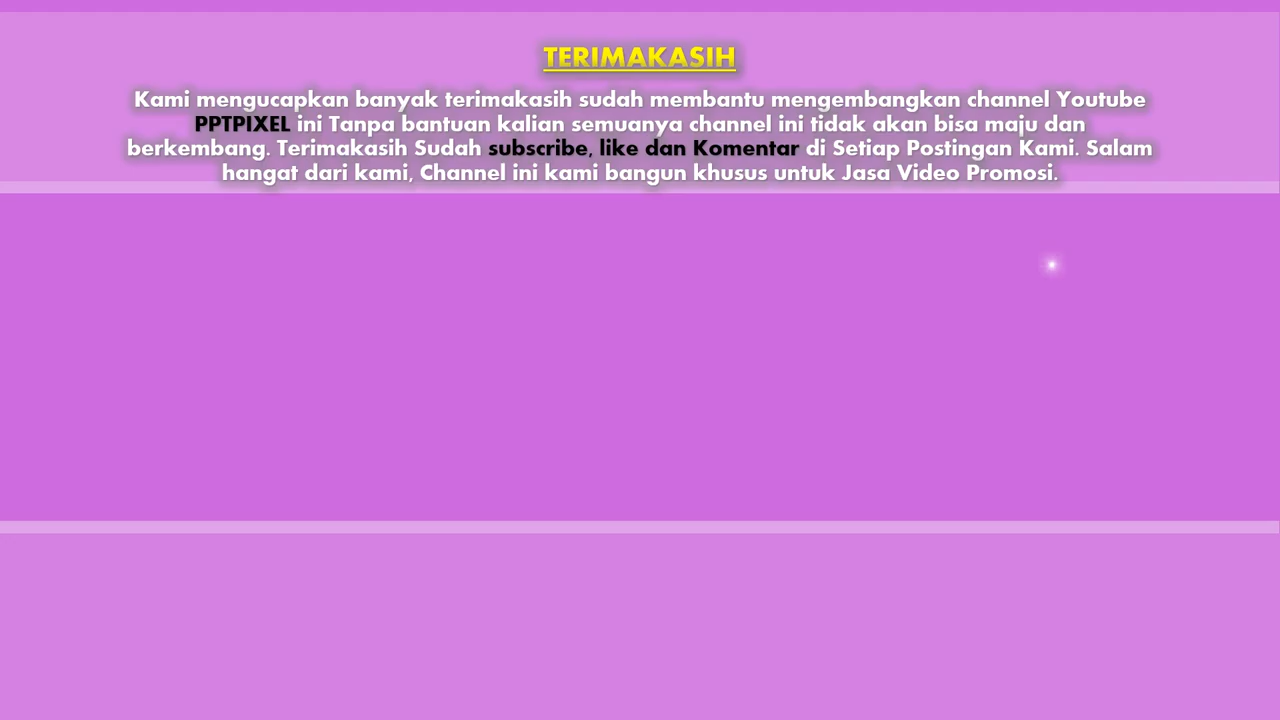 TERIMAKASIH
Kami mengucapkan banyak terimakasih sudah membantu mengembangkan channel Youtube
PPTPIXEL ini Tanpa bantuan kalian semuanya channel ini tidak akan bisa maju dan
berkembang. Terimakasih Sudah subscribe, like dan Komentar di Setiap Postingan Kami. Salam
hangat dari kami, Channel ini kami bangun khusus untuk Jasa Video Promosi.